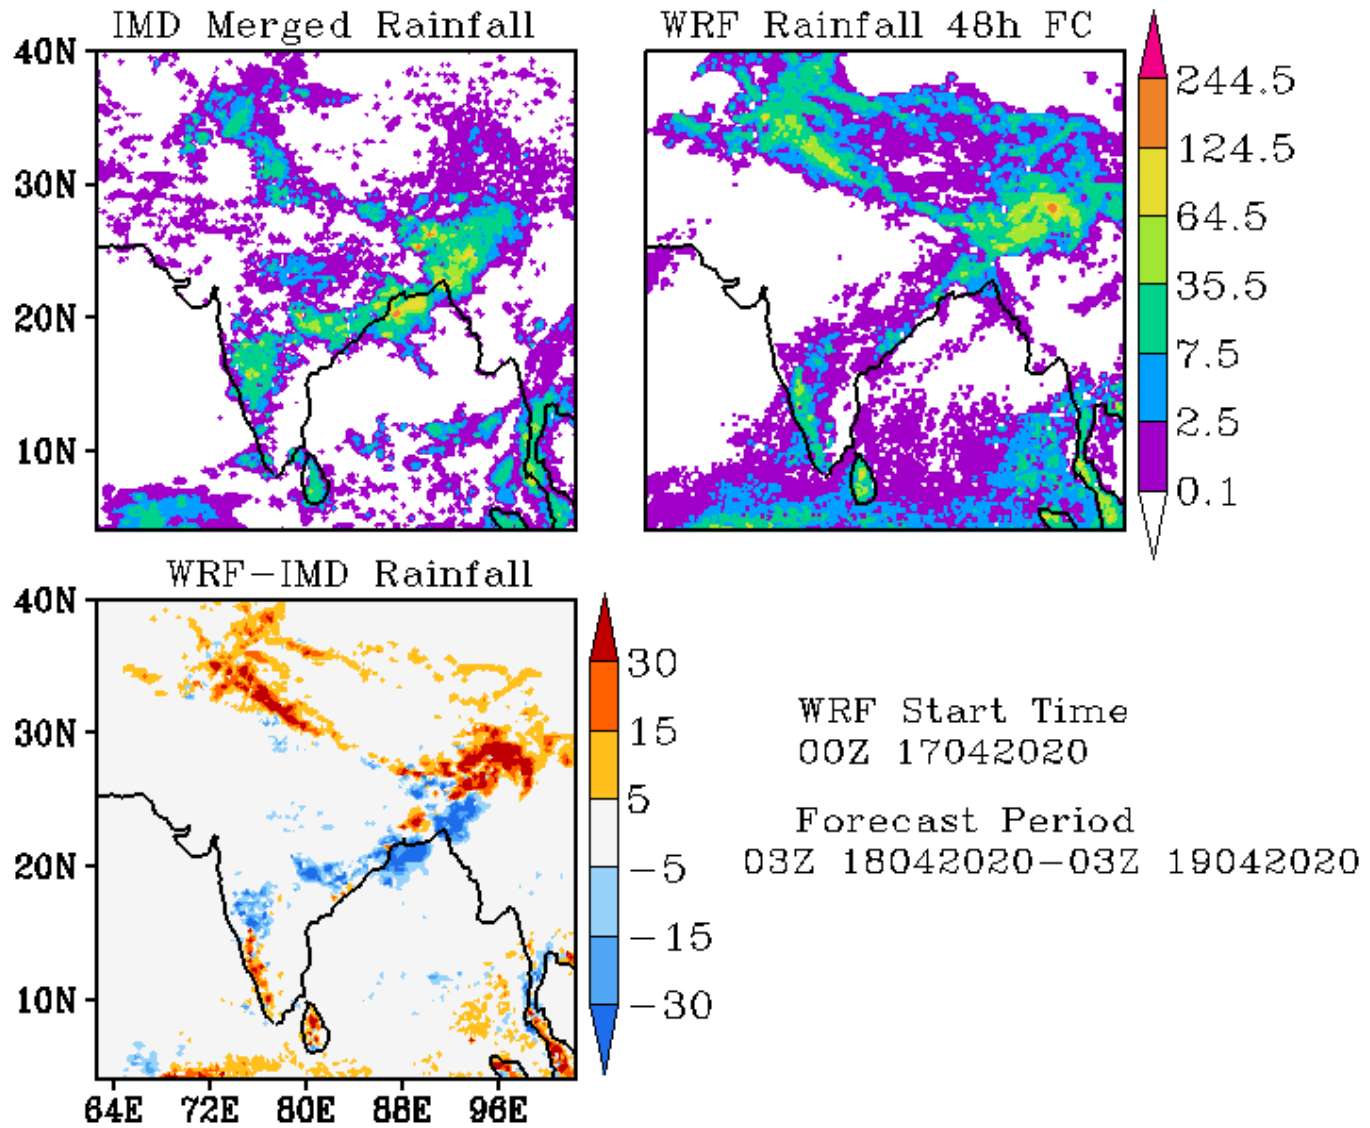 IMD Merged Rainfall
WRF Rainfall 48h FC
40N
30N
20N
10N
244.5
124.5
64.5
35.5
7.5
2.5
0.1
WRF-IMD Rainfall
40N
30N
20N
10N
64E 72E 80E 88E 96E
30
15
5
-5
-15
-30
WRF Start Time
00Z 17042020
Forecast Period
03Z 18042020-03Z 19042020